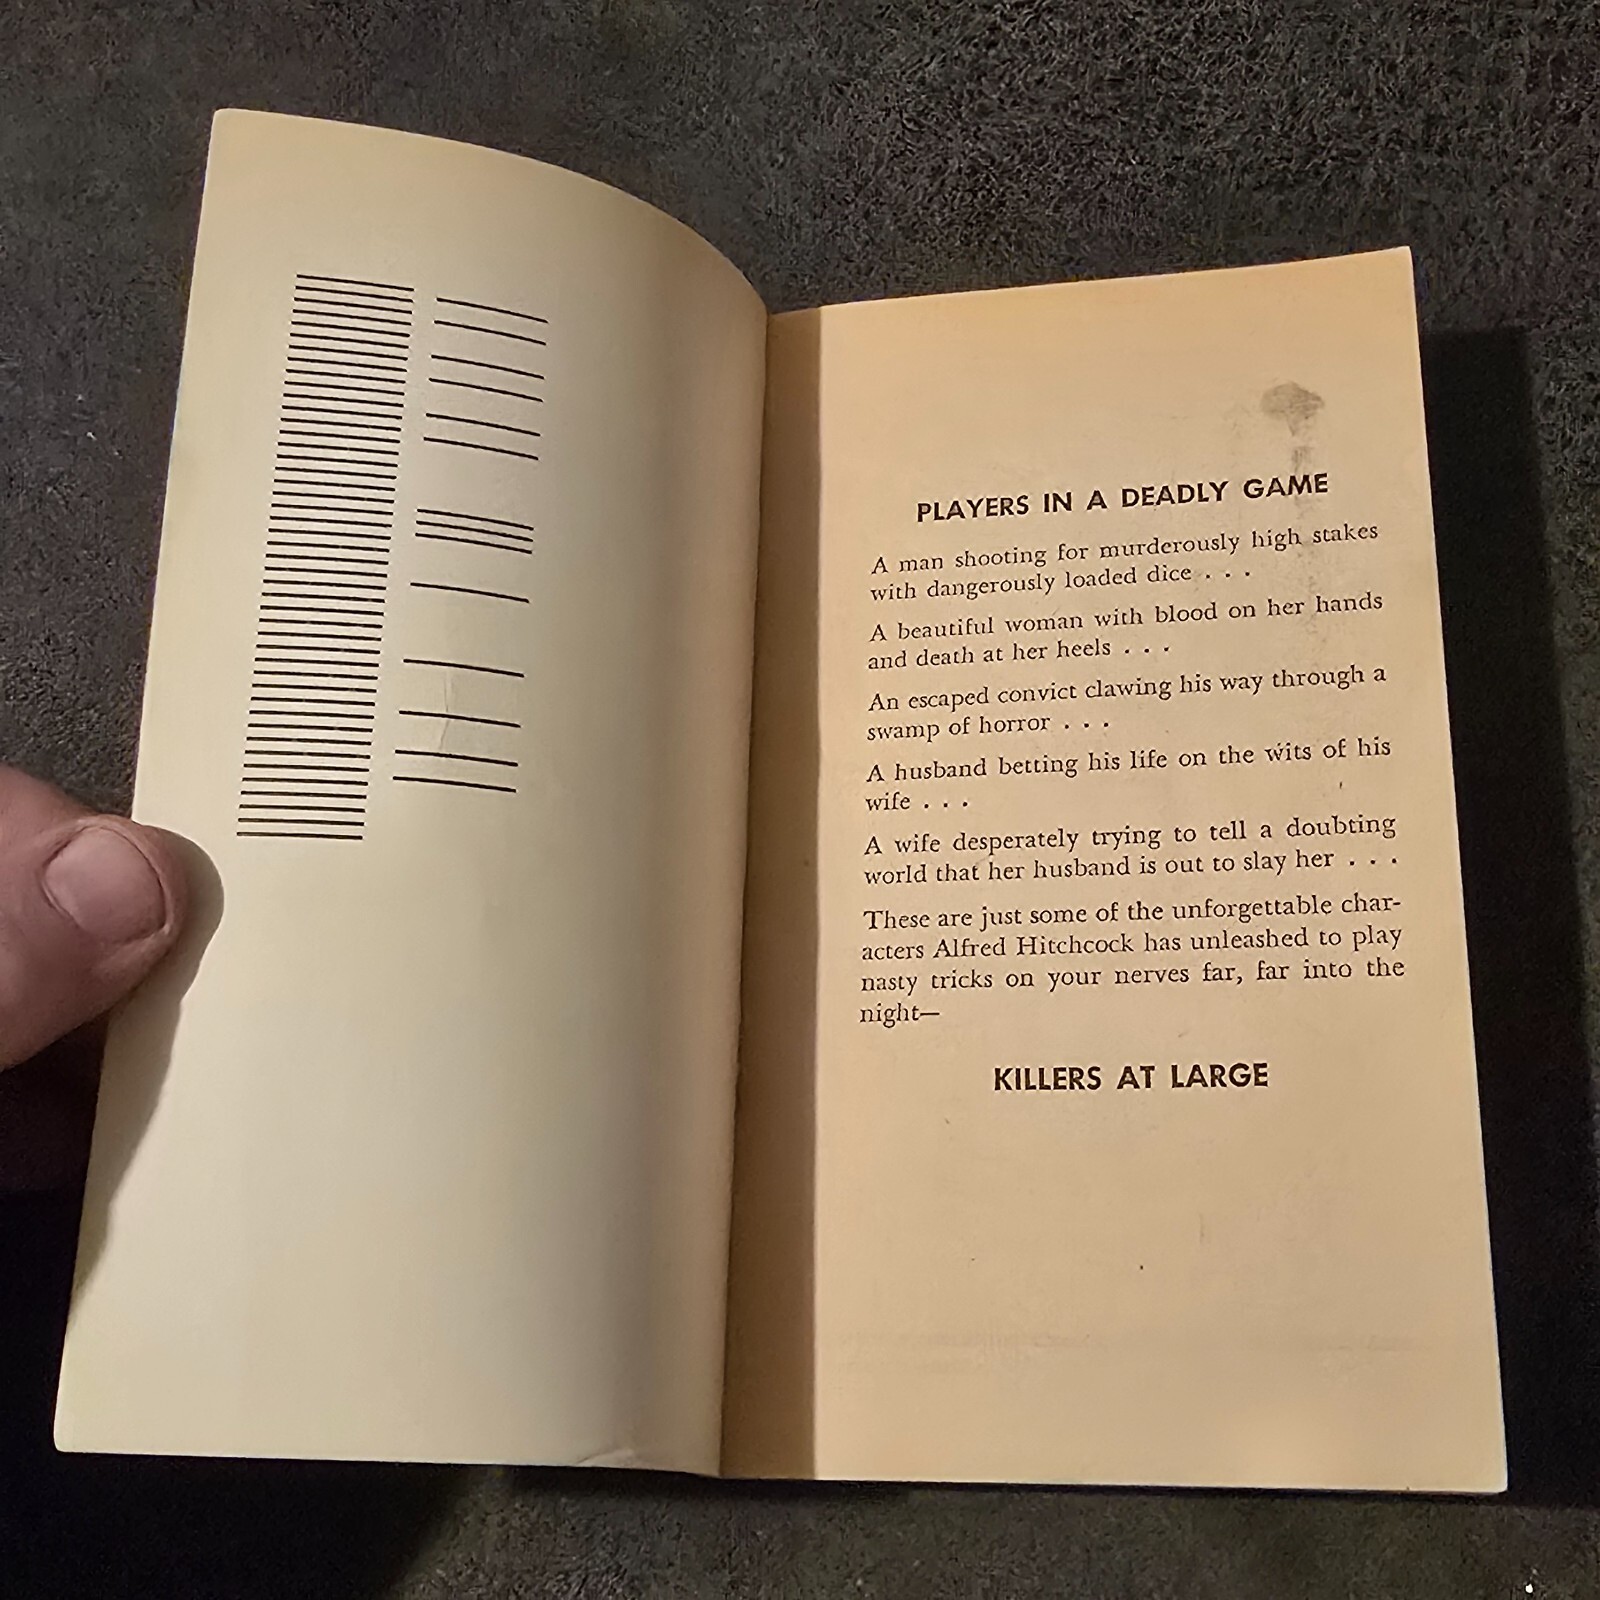 PLAYERS IN A DEADLY GAME
A man shooting for murderously high stakes
with dangerously loaded dice . . .
A beautiful woman with blood on her hands
and death at her heels . . .
An escaped convict clawing his way through a
swamp of horror . . .
A husband betting his life on the wits of his
wife . . .
A wife desperately trying to tell a doubting
world that her husband is out to slay her . . .
These are just some of the unforgettable char-
acters Alfred Hitchcock has unleashed to play
nasty tricks on your nerves far, far into the
night—
KILLERS AT LARGE